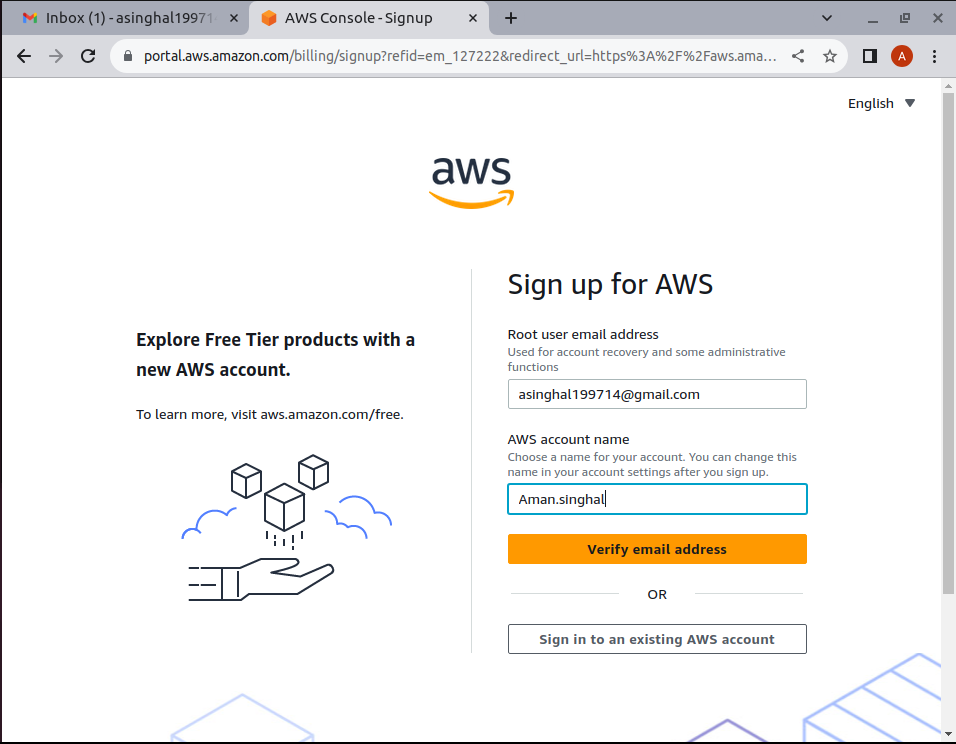 Inbox (1) - asinghal19971
AWS Console - Signup
portal.aws.amazon.com/billing/signup?refid=em_127222&redirect_url=https%3A%2F%2Faws.ama...
A
English
aws
Explore Free Tier products with a
new AWS account.
To learn more, visit aws.amazon.com/free.
Sign up for AWS
Root user email address
Used for account recovery and some administrative
functions
asinghal199714@gmail.com
AWS account name
Choose a name for your account. You can change this
name in your account settings after you sign up.
Aman.singhal
Verify email address
OR
Sign in to an existing AWS account